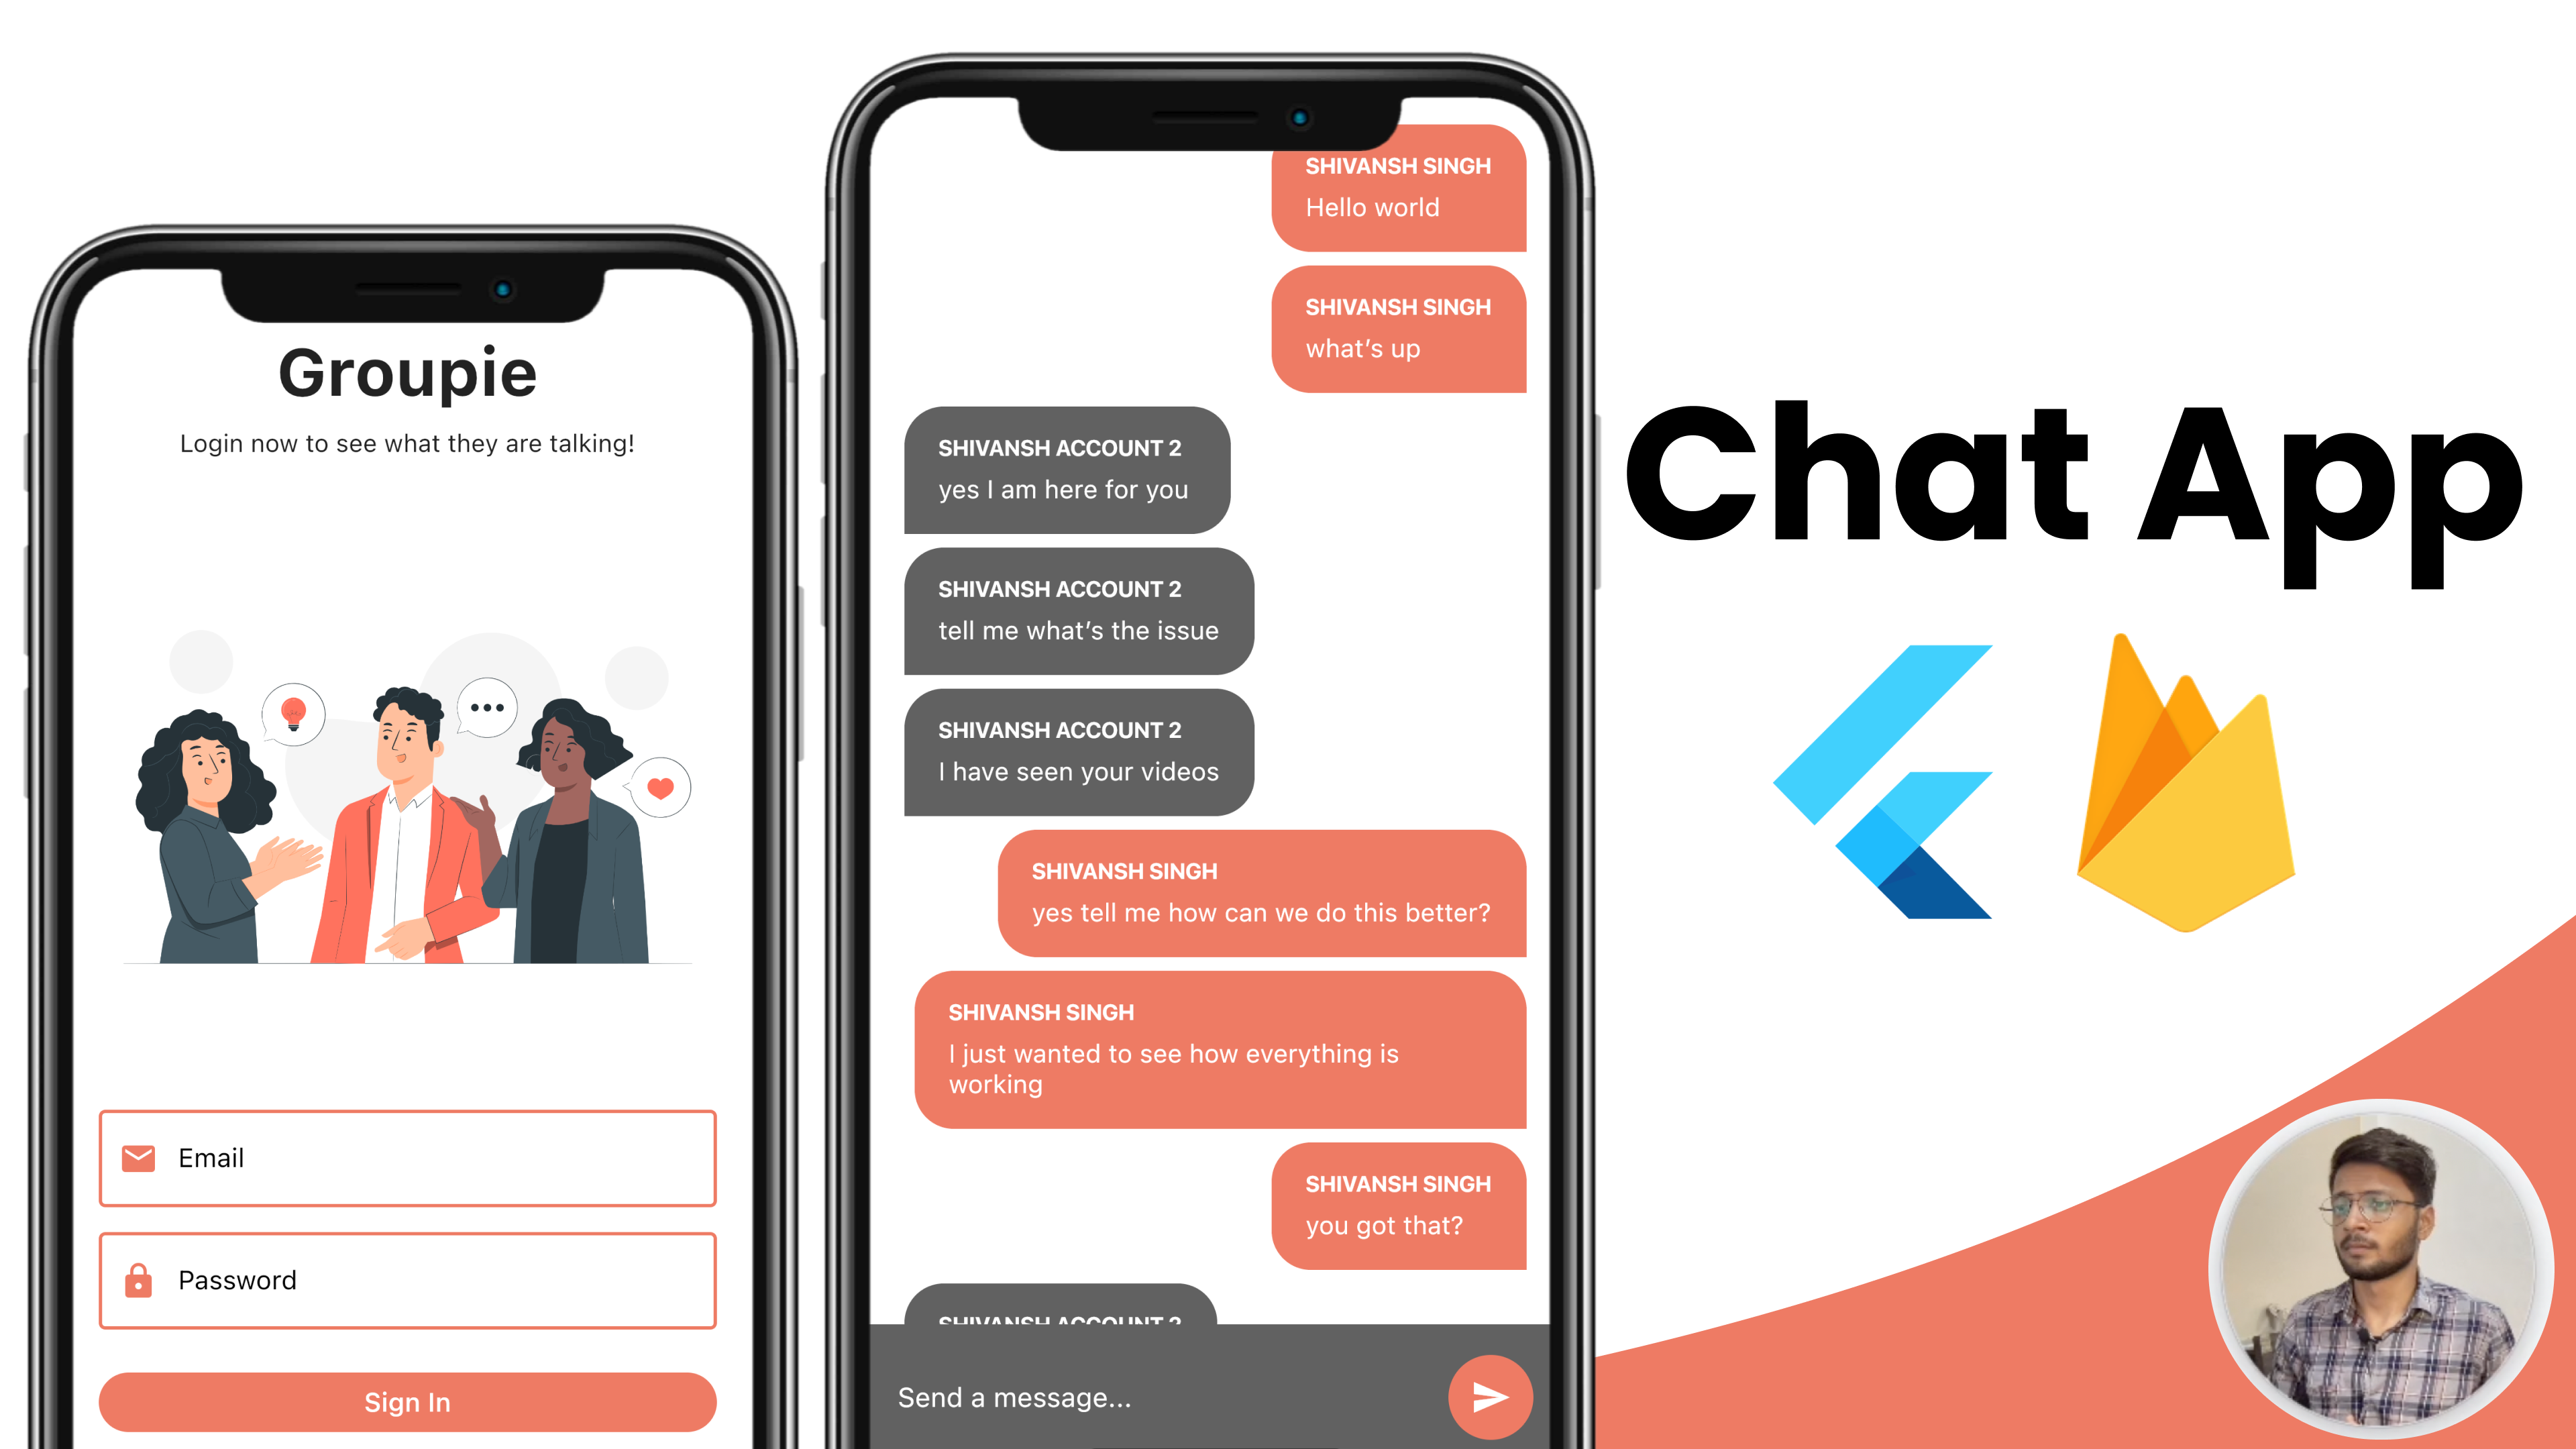 Groupie
Login now to see what they are talking!
Email
Password
Sign In
SHIVANSH SINGH
Hello world
SHIVANSH SINGH
what's up
SHIVANSH ACCOUNT 2
yes I am here for you
SHIVANSH ACCOUNT 2
tell me what's the issue
SHIVANSH ACCOUNT 2
I have seen your videos
SHIVANSH SINGH
yes tell me how can we do this better?
SHIVANSH SINGH
I just wanted to see how everything is
working
SHIVANSH SINGH
you got that?
SHIVANSH ACCOUNT 2
Send a message...
Chat App